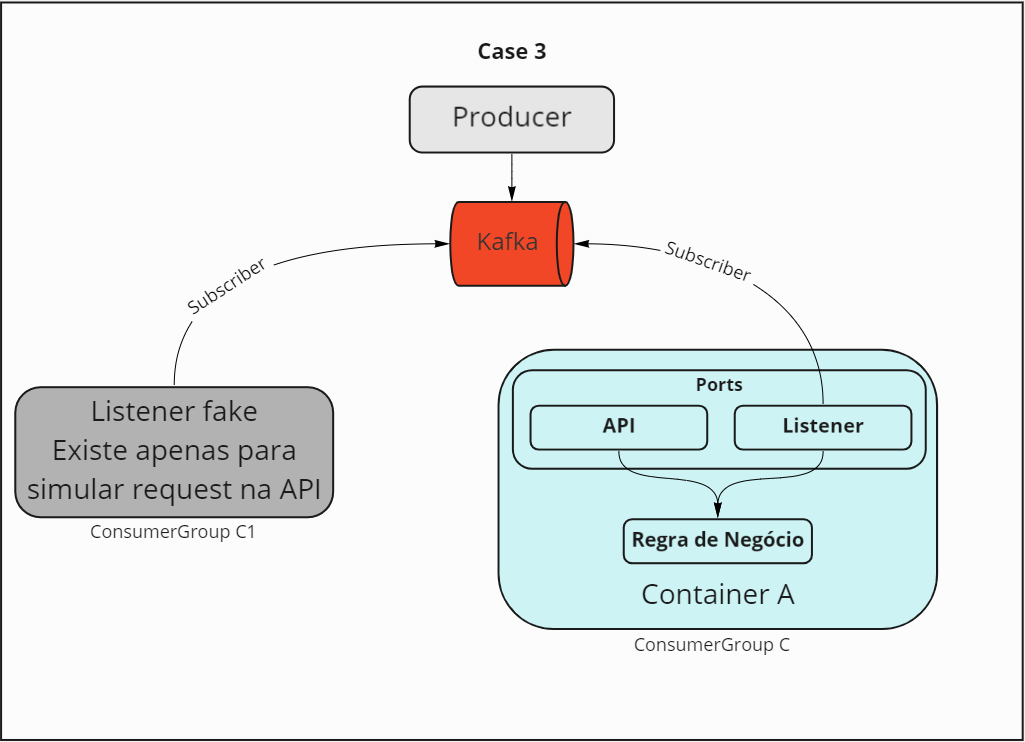 Case 3
Producer
Kafka
Subscriber
Subscriber
Listener fake
Existe apenas para
simular request na API
ConsumerGroup C1
Ports
API
Listener
Regra de Negócio
Container A
ConsumerGroup C